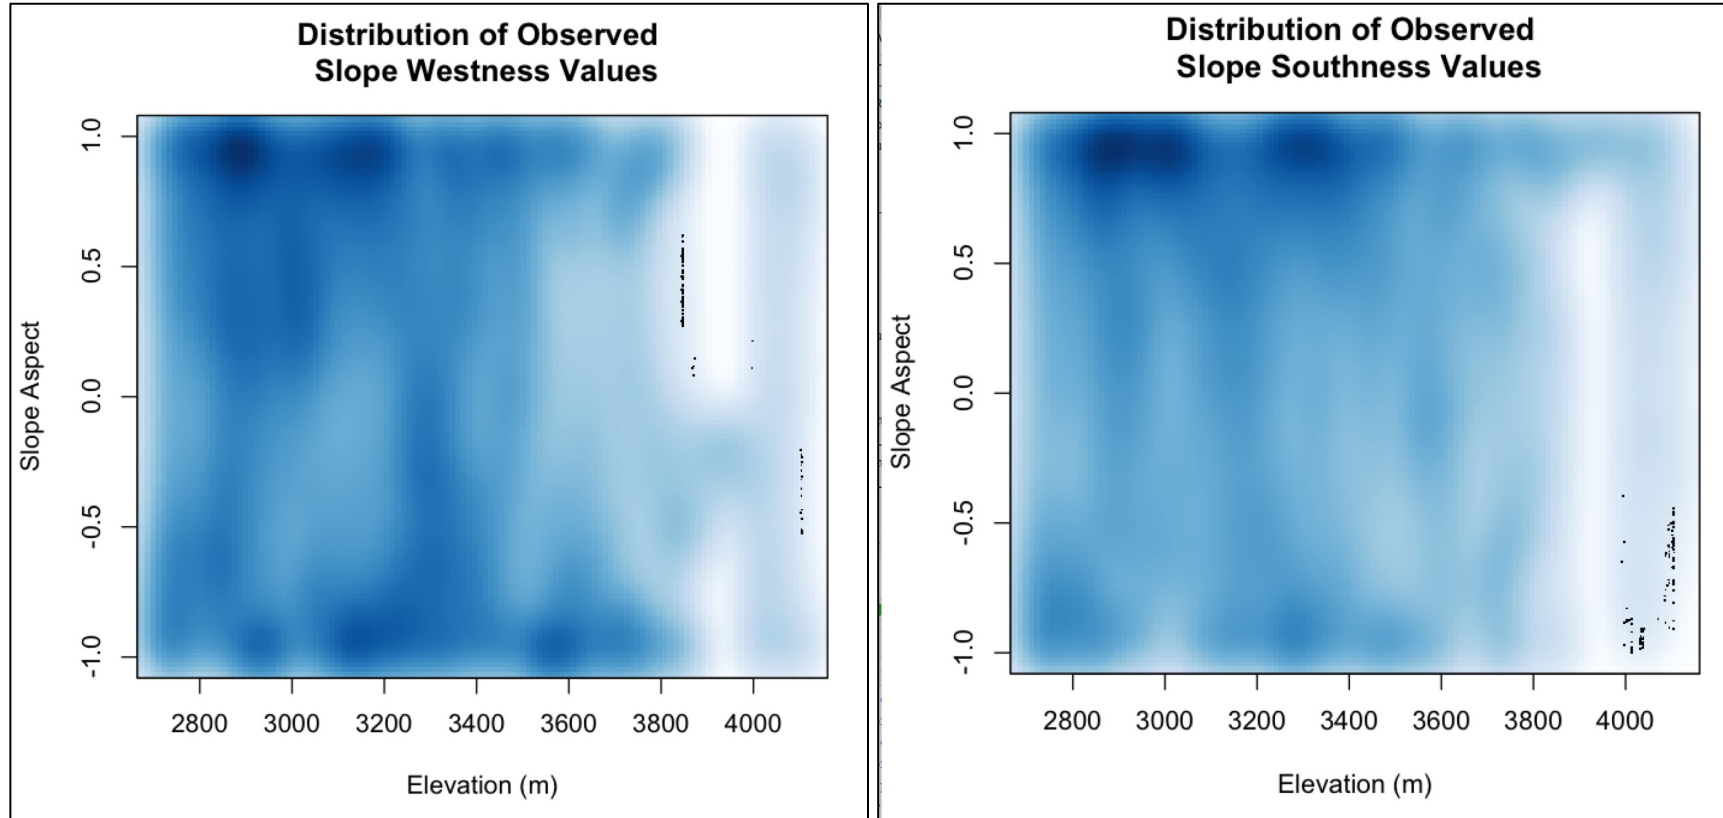 Distribution of Observed
Slope Westness Values
Slope Aspect
1.0
0.5
0.0
-0.5
-1.0
2800 3000 3200 3400 3600 3800 4000
Elevation (m)
Distribution of Observed
Slope Southness Values
Slope Aspect
1.0
0.5
0.0
-0.5
-1.0
2800 3000 3200 3400 3600 3800 4000
Elevation (m)